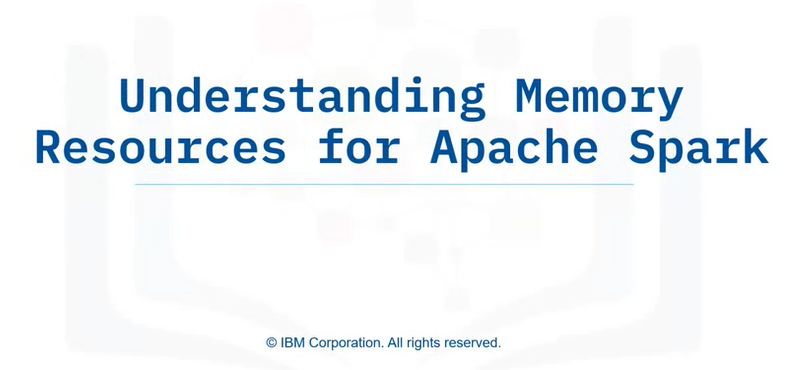 Understanding Memory
Resources for Apache Spark
© IBM Corporation. All rights reserved.